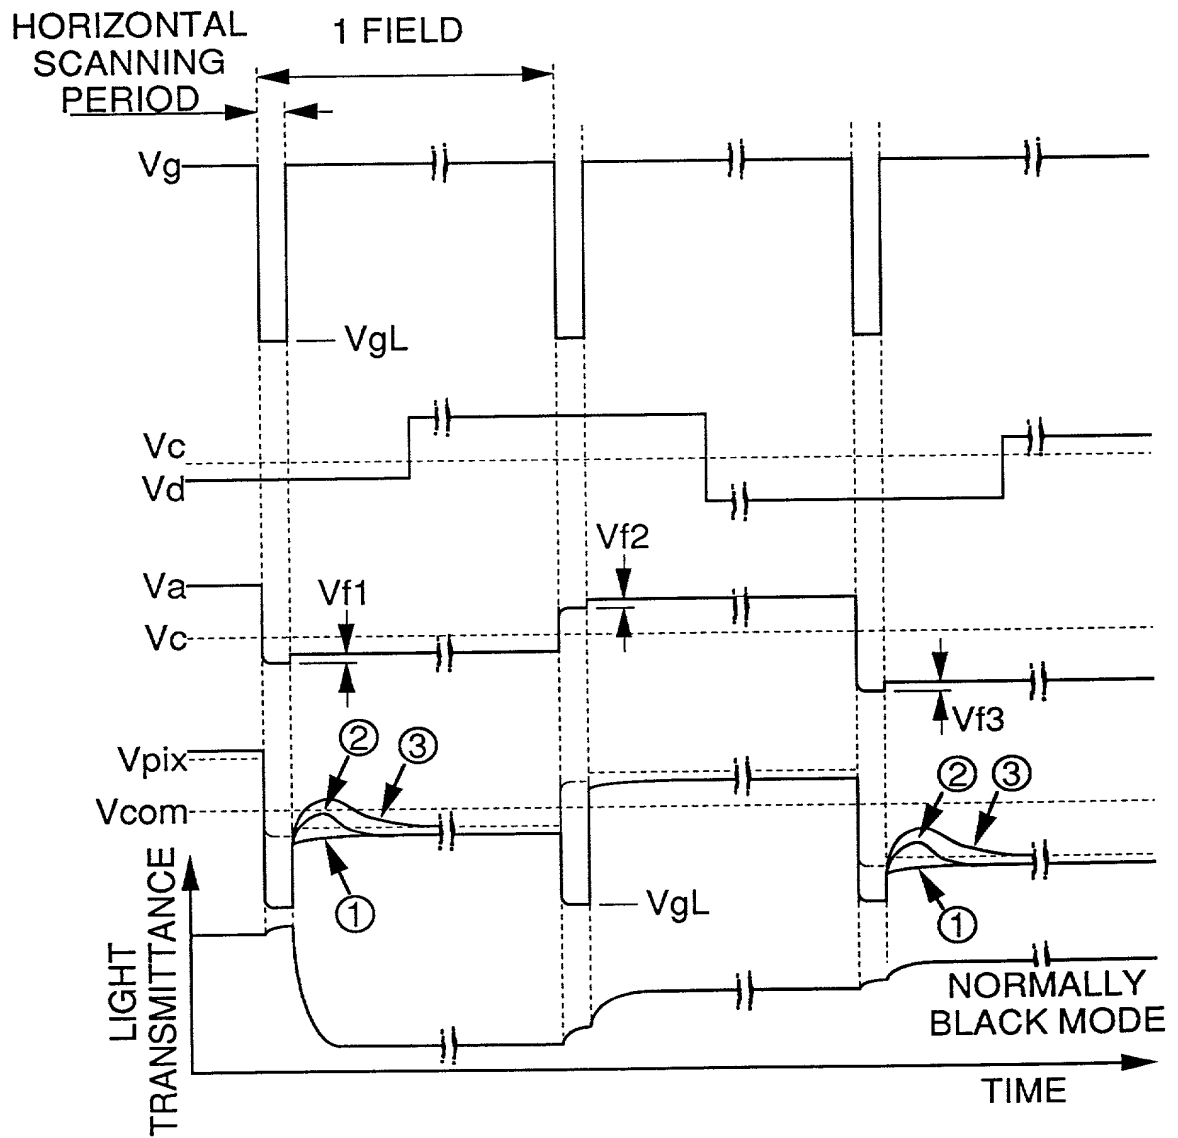 HORIZONTAL
SCANNING
PERIOD
1 FIELD
Vg
VgL
Vc
Vd
Vf2
Va
Vf1
Vc
Vf3
Vpix
②
③
②
③
Vcom
①
VgL
①
LIGHT
TRANSMITTANCE
NORMALLY
BLACK MODE
TIME